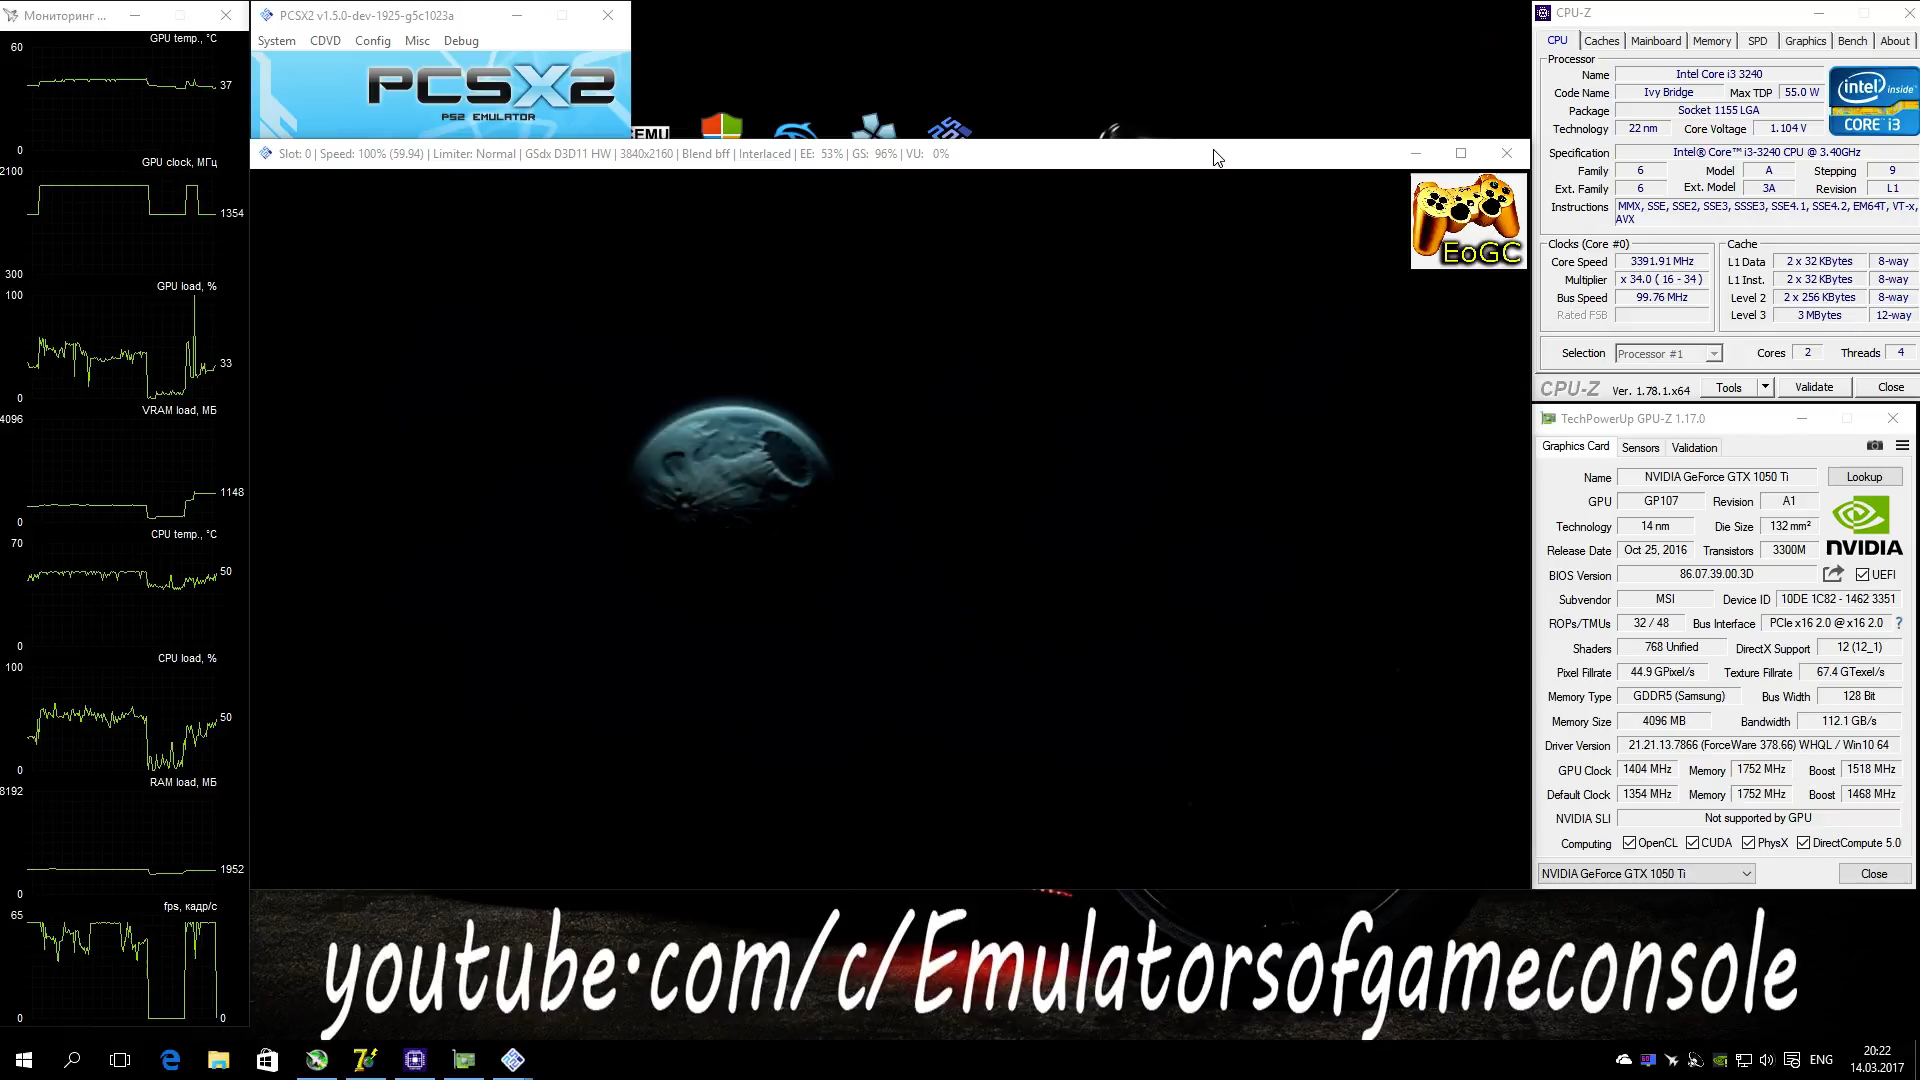 Мониторинг ...
GPU temp., °C
60
37
0
GPU clock, МГц
2100
1354
300
GPU load, %
100
33
0
VRAM load, МБ
4096
1148
0
CPU temp., °C
70
50
0
CPU load, %
100
50
0
RAM load, МБ
8192
1952
0
fps, кадр/с
65
0
0
PCSX2 v1.5.0-dev-1925-g5c1023a
System CDVD Config Misc Debug
PCSX2
PS2 EMULATOR
CEMU
Slot: 0 | Speed: 100% (59.94) | Limiter: Normal | GSdx D3D11 HW | 3840x2160 | Blend bff | Interlaced | EE: 53% | GS: 96% | VU: 0%
EoGC
CPU-Z
CPU Caches Mainboard Memory SPD Graphics Bench About
Processor
Name Intel Core i3 3240
Code Name Ivy Bridge Max TDP 55.0 W
Package Socket 1155 LGA
Technology 22 nm Core Voltage 1.104 V
intel inside
CORE i3
Specification Intel® Core™ i3-3240 CPU @ 3.40GHz
Family 6 Model A Stepping 9
Ext. Family 6 Ext. Model 3A Revision L1
Instructions MMX, SSE, SSE2, SSE3, SSSE3, SSE4.1, SSE4.2, EM64T, VT-x,
AVX
Clocks (Core #0)
Core Speed 3391.91 MHz
Multiplier x 34.0 ( 16 - 34 )
Bus Speed 99.76 MHz
Rated FSB
Cache
L1 Data 2 x 32 KBytes 8-way
L1 Inst. 2 x 32 KBytes 8-way
Level 2 2 x 256 KBytes 8-way
Level 3 3 MBytes 12-way
Selection Processor #1 Cores 2 Threads 4
CPU-Z Ver. 1.78.1.x64 Tools Validate Close
TechPowerUp GPU-Z 1.17.0
Graphics Card Sensors Validation
Name NVIDIA GeForce GTX 1050 Ti Lookup
GPU GP107 Revision A1
Technology 14 nm Die Size 132 mm²
Release Date Oct 25, 2016 Transistors 3300M
NVIDIA
BIOS Version 86.07.39.00.3D UEFI
Subvendor MSI Device ID 10DE 1C82 - 1462 3351
ROPs/TMUs 32 / 48 Bus Interface PCIe x16 2.0 @ x16 2.0 ?
Shaders 768 Unified DirectX Support 12 (12_1)
Pixel Fillrate 44.9 GPixel/s Texture Fillrate 67.4 GTexel/s
Memory Type GDDR5 (Samsung) Bus Width 128 Bit
Memory Size 4096 MB Bandwidth 112.1 GB/s
Driver Version 21.21.13.7866 (ForceWare 378.66) WHQL / Win10 64
GPU Clock 1404 MHz Memory 1752 MHz Boost 1518 MHz
Default Clock 1354 MHz Memory 1752 MHz Boost 1468 MHz
NVIDIA SLI Not supported by GPU
Computing OpenCL CUDA PhysX DirectCompute 5.0
NVIDIA GeForce GTX 1050 Ti Close
youtube.com/c/Emulatorsofgameconsole
ENG
20:22
14.03.2017